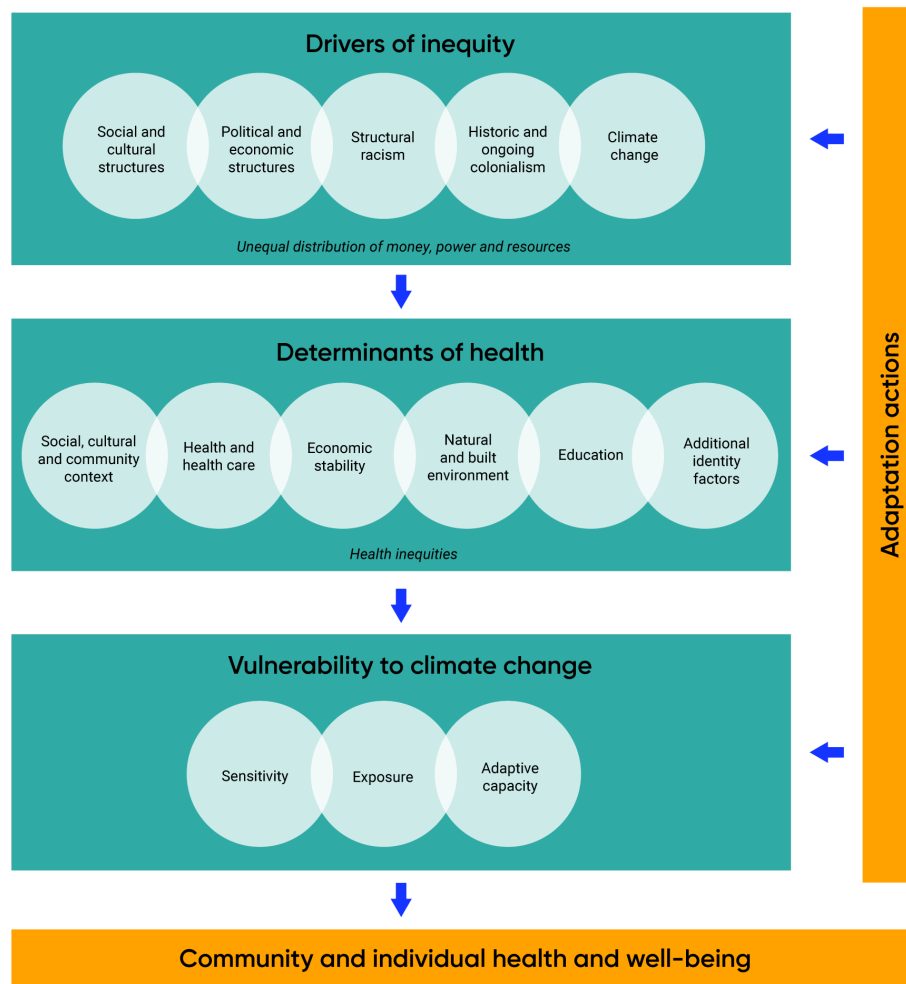 Drivers of inequity
Social and
cultural
structures
Political and
economic
structures
Structural
racism
Historic and
ongoing
colonialism
Climate
change
Unequal distribution of money, power and resources
Determinants of health
Social, cultural
and community
context
Health and
health care
Economic
stability
Natural
and built
environment
Education
Additional
identity
factors
Health inequities
Vulnerability to climate change
Sensitivity
Exposure
Adaptive
capacity
Adaptation actions
Community and individual health and well-being